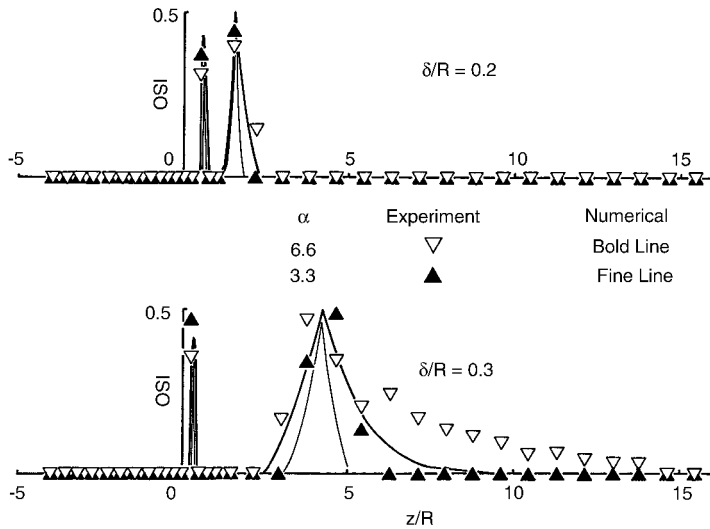 0.5
OSI
δ/R = 0.2
-5 0 5 10 15
α Experiment Numerical
6.6 ▽ Bold Line
3.3 ▲ Fine Line
0.5
OSI
δ/R = 0.3
-5 0 5 10 15
z/R